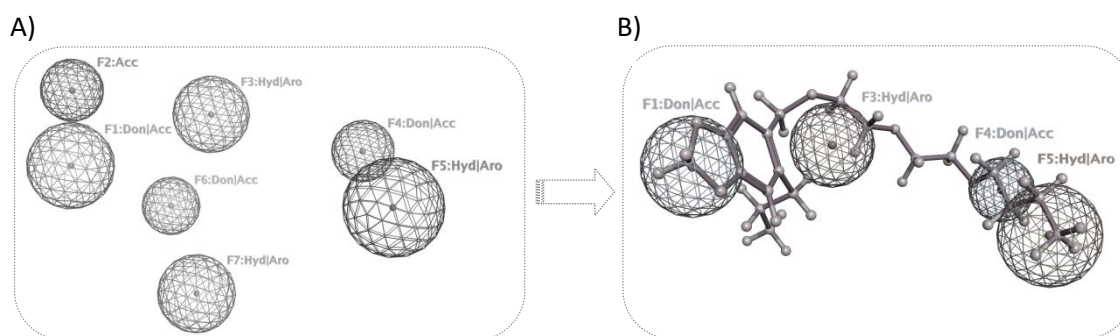 A)
B)
F2:Acc
F3:Hyd|Aro
F1:Don|Acc
F4:Don|Acc
F5:Hyd|Aro
F6:Don|Acc
F7:Hyd|Aro
F1:Don|Acc
F3:Hyd|Aro
F4:Don|Acc
F5:Hyd|Aro